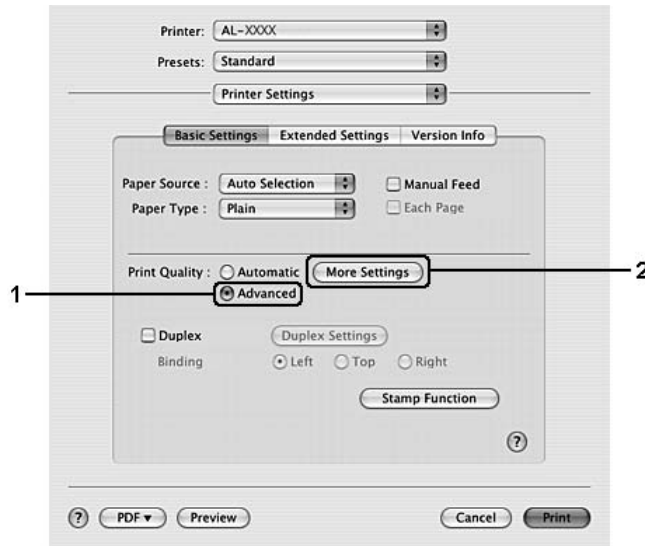 Printer: AL-XXXX
Presets: Standard
Printer Settings
Basic Settings Extended Settings Version Info
Paper Source : Auto Selection Manual Feed
Paper Type : Plain Each Page
Print Quality : Automatic More Settings 2
1 Advanced
Duplex Duplex Settings
Binding Left Top Right
Stamp Function
?
? PDF ▼ Preview Cancel Print